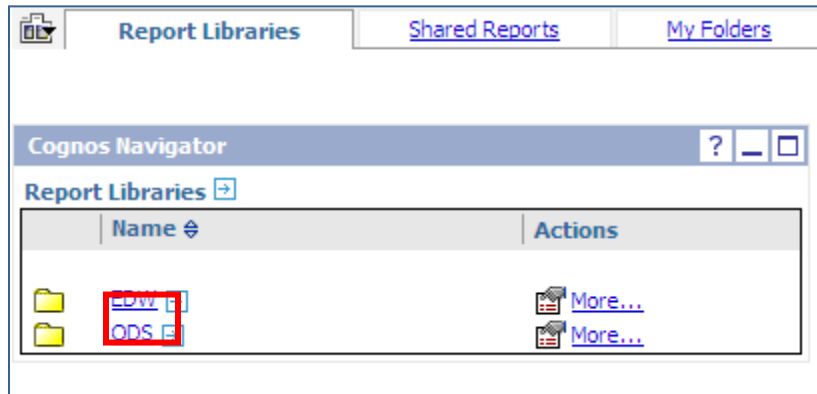 Report Libraries Shared Reports My Folders
Cognos Navigator ?
Report Libraries
Name Actions
EDW More...
ODS More...